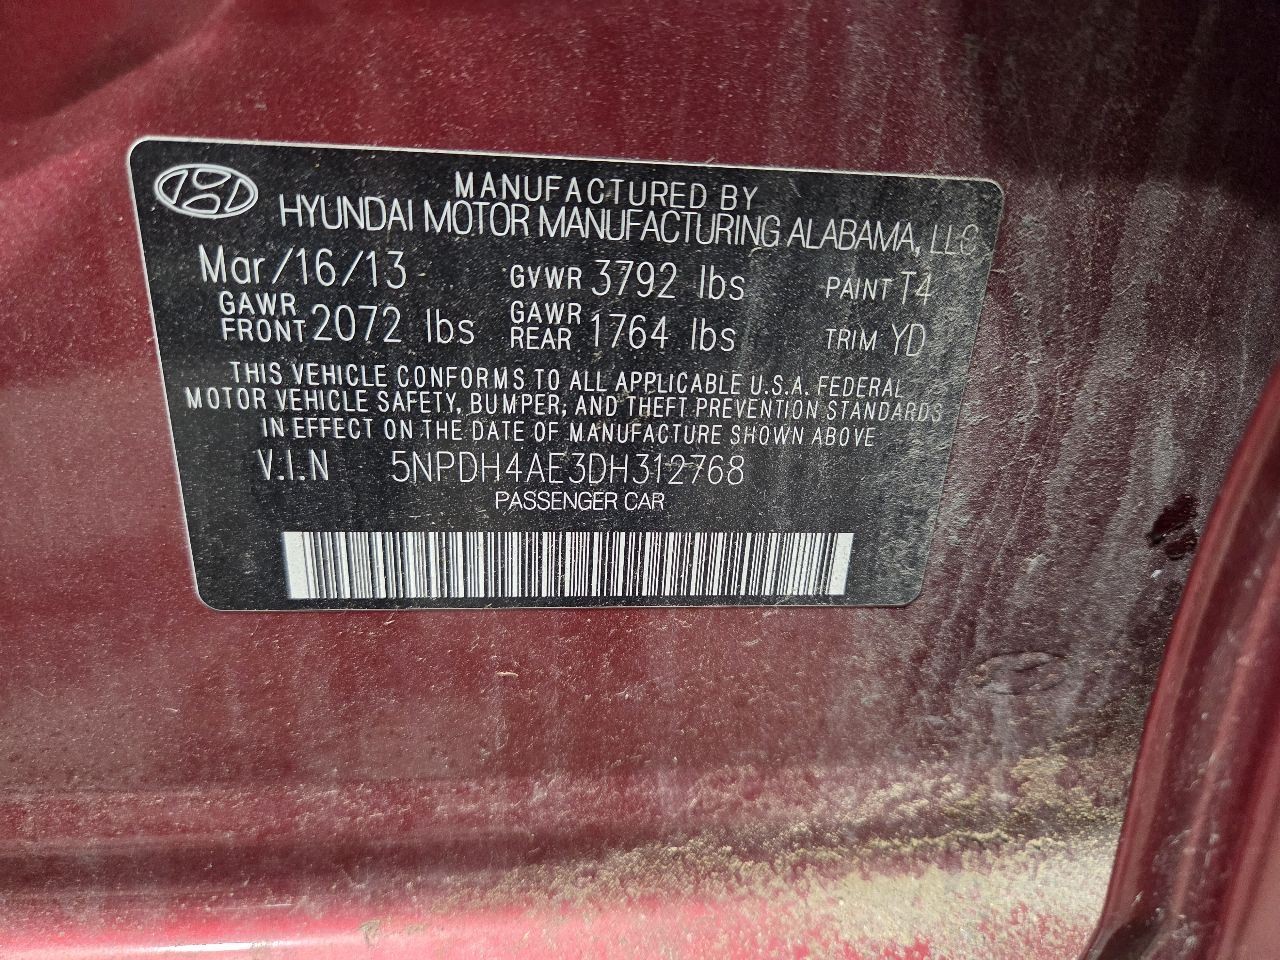 MANUFACTURED BY
HYUNDAI MOTOR MANUFACTURING ALABAMA, LLC
Mar/16/13 GVWR 3792 lbs PAINT T4
GAWR FRONT 2072 lbs GAWR REAR 1764 lbs TRIM YD
THIS VEHICLE CONFORMS TO ALL APPLICABLE U.S.A. FEDERAL
MOTOR VEHICLE SAFETY, BUMPER, AND THEFT PREVENTION STANDARDS
IN EFFECT ON THE DATE OF MANUFACTURE SHOWN ABOVE
V.I.N 5NPDH4AE3DH312768
PASSENGER CAR